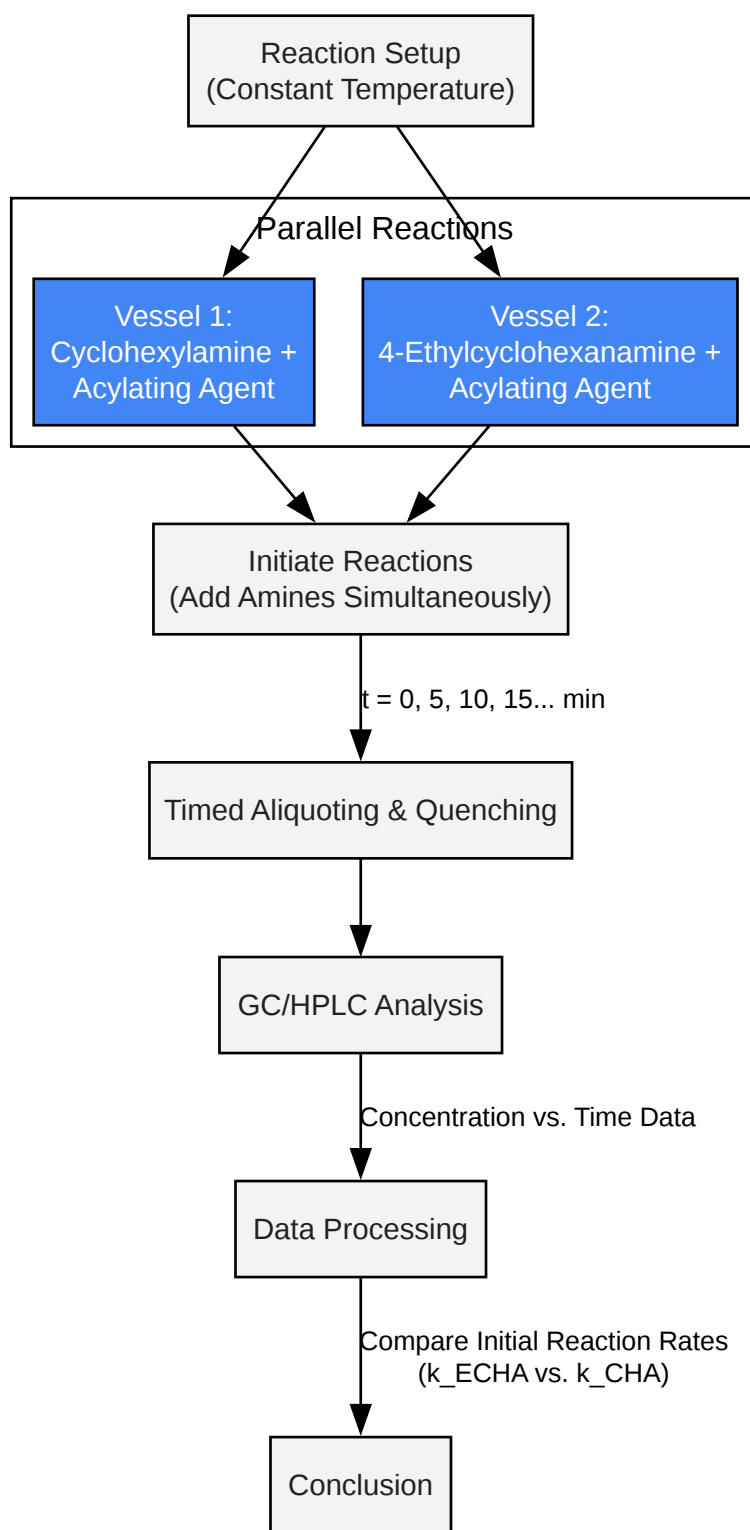 Reaction Setup
(Constant Temperature)
Parallel Reactions
Vessel 1:
Cyclohexylamine +
Acylating Agent
Vessel 2:
4-Ethylcyclohexanamine +
Acylating Agent
Initiate Reactions
(Add Amines Simultaneously)
t = 0, 5, 10, 15... min
Timed Aliquoting & Quenching
GC/HPLC Analysis
Concentration vs. Time Data
Data Processing
Compare Initial Reaction Rates
(k_ECHA vs. k_CHA)
Conclusion